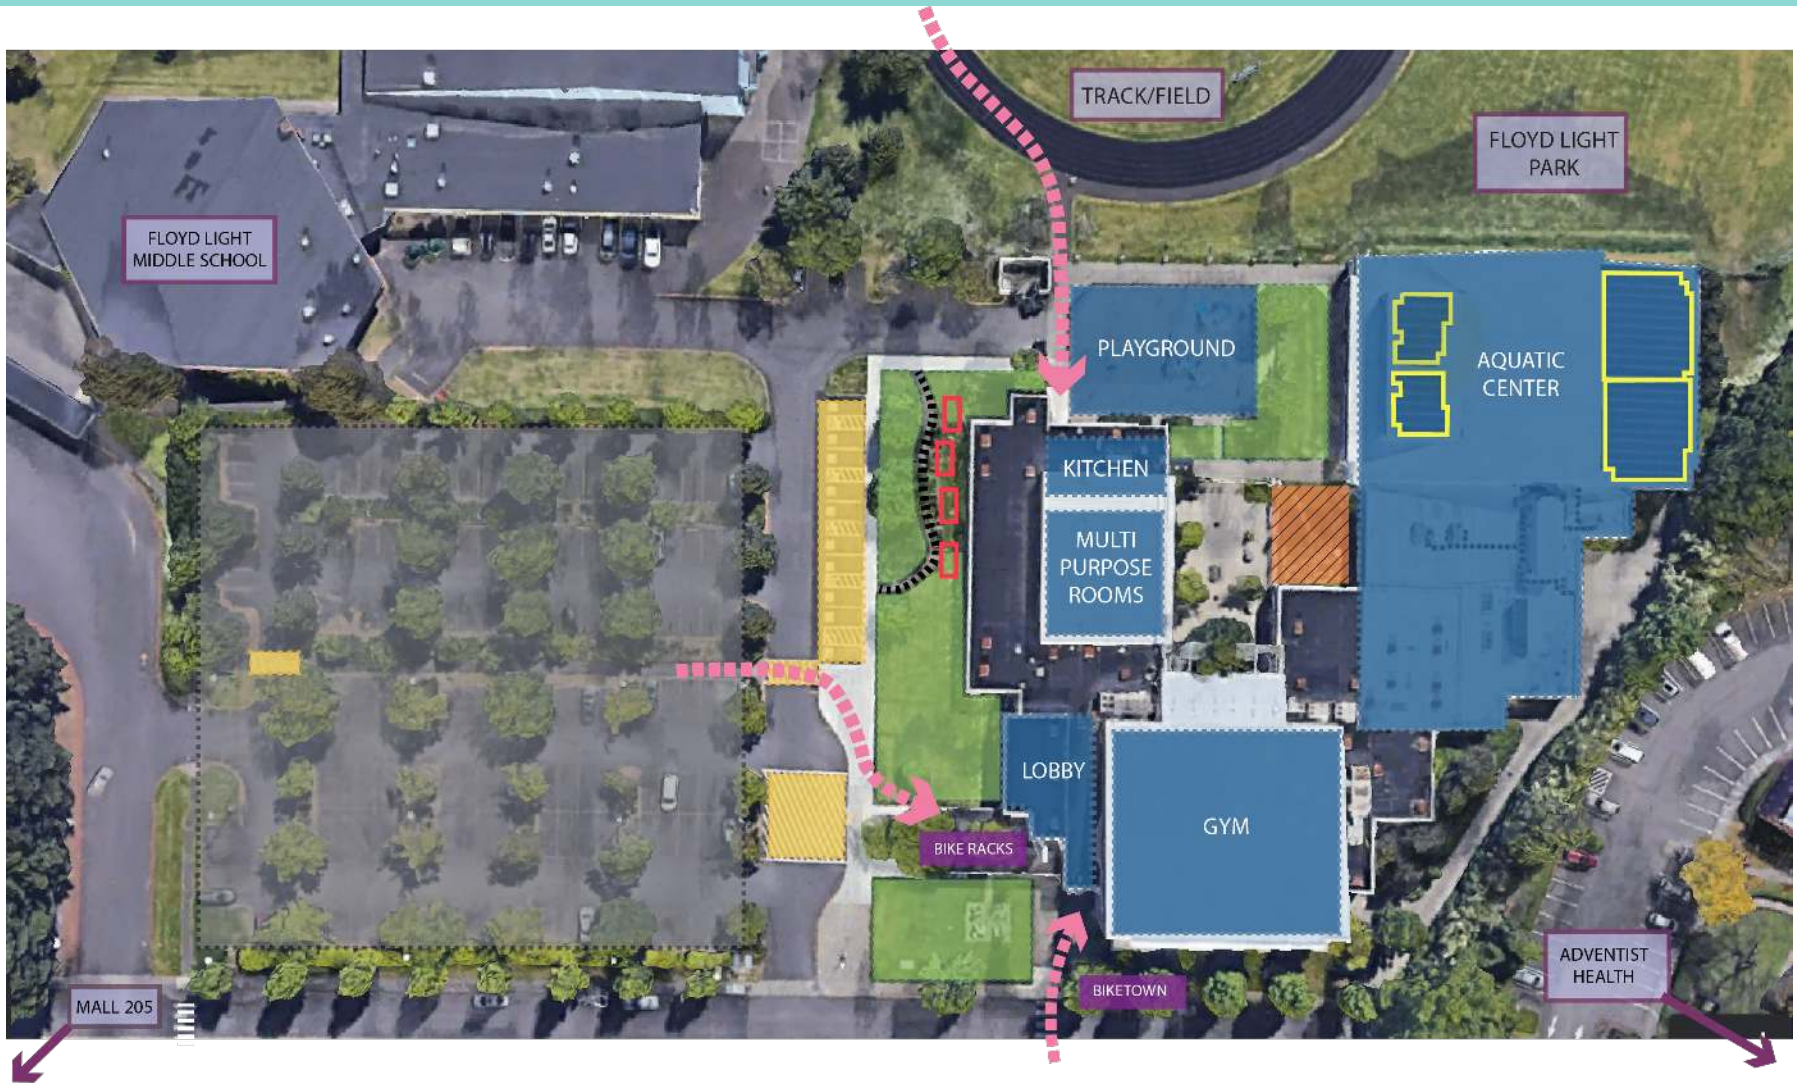 TRACK/FIELD
FLOYD LIGHT
PARK
FLOYD LIGHT
MIDDLE SCHOOL
PLAYGROUND
AQUATIC
CENTER
KITCHEN
MULTI
PURPOSE
ROOMS
LOBBY
GYM
BIKE RACKS
ADVENTIST
HEALTH
BIKETOWN
MALL 205